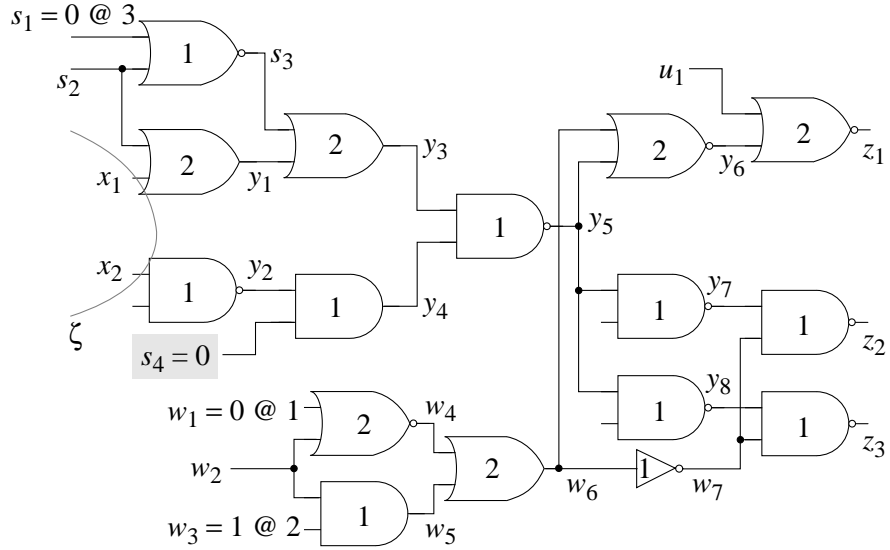 s₁ = 0 @ 3
1
s₃
s₂
u₁
2
z₁
2
y₃
2
y₆
x₁
2
y₁
1
y₅
x₂
y₂
1
1
y₄
y₇
1
1
z₂
ζ
s₄ = 0
y₈
1
1
z₃
w₁ = 0 @ 1
2
w₄
w₂
2
w₆
1
w₇
w₃ = 1 @ 2
1
w₅